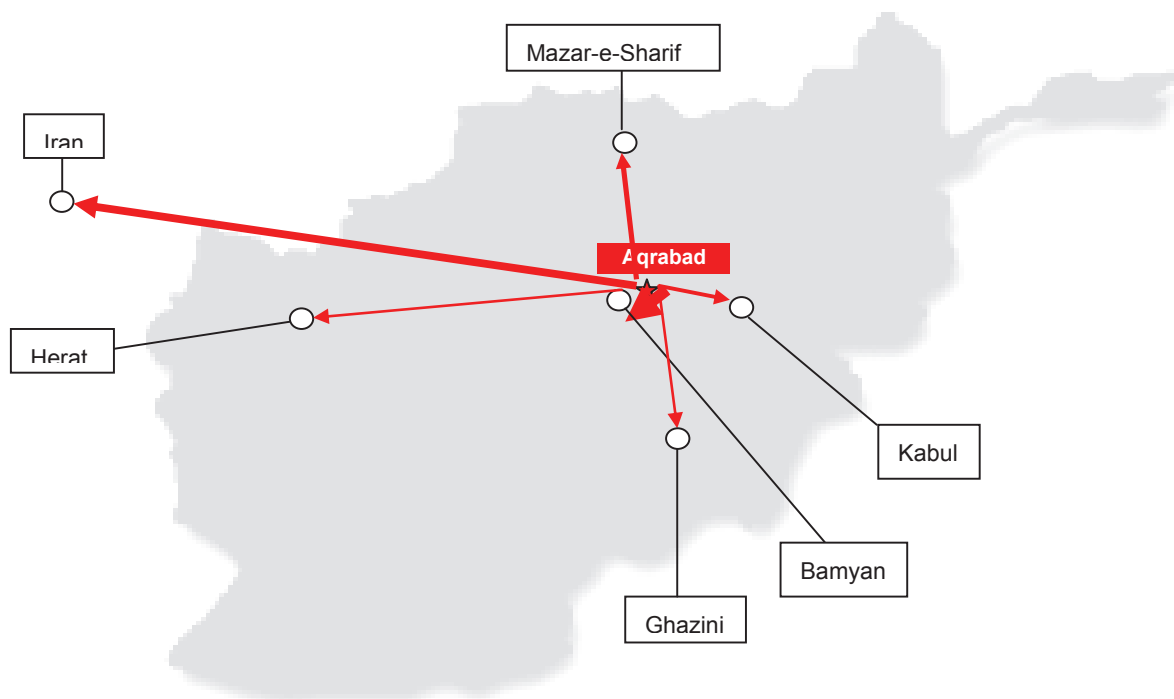 Mazar-e-Sharif
Iran
Aqrabad
Herat
Kabul
Bamyan
Ghazini